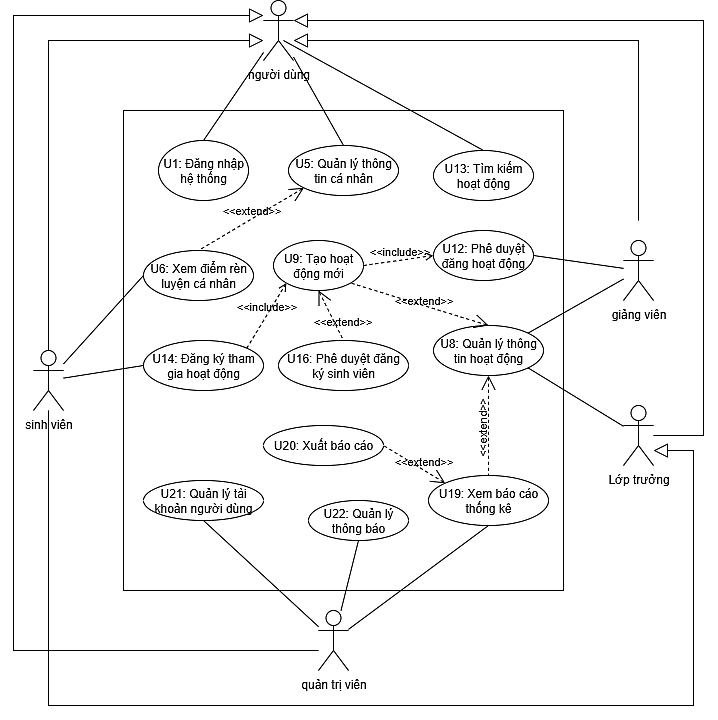 người dùng
U1: Đăng nhập
hệ thống
U5: Quản lý thông
tin cá nhân
U13: Tìm kiếm
hoạt động
<<extend>>
U6: Xem điểm rèn
luyện cá nhân
U9: Tạo hoạt
động mới
<<include>>
U12: Phê duyệt
đăng hoạt động
giảng viên
<<include>>
<<extend>>
<<extend>>
U8: Quản lý thông
tin hoạt động
U14: Đăng ký tham
gia hoạt động
U16: Phê duyệt đăng
ký sinh viên
sinh viên
<<extend>>
U20: Xuất báo cáo
<<extend>>
Lớp trưởng
U21: Quản lý tài
khoản người dùng
U22: Quản lý
thông báo
U19: Xem báo cáo
thống kê
quản trị viên